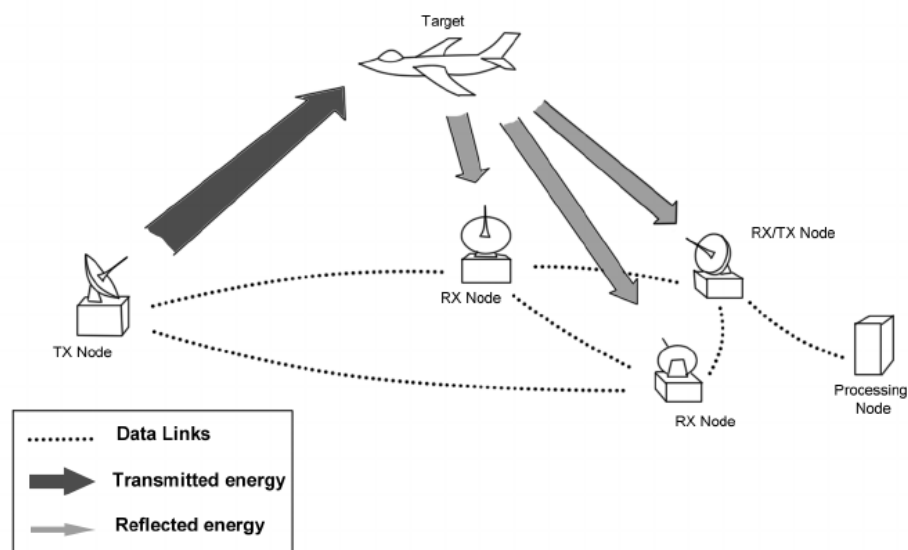 Target
RX/TX Node
RX Node
TX Node
RX Node
Processing
Node
Data Links
Transmitted energy
Reflected energy